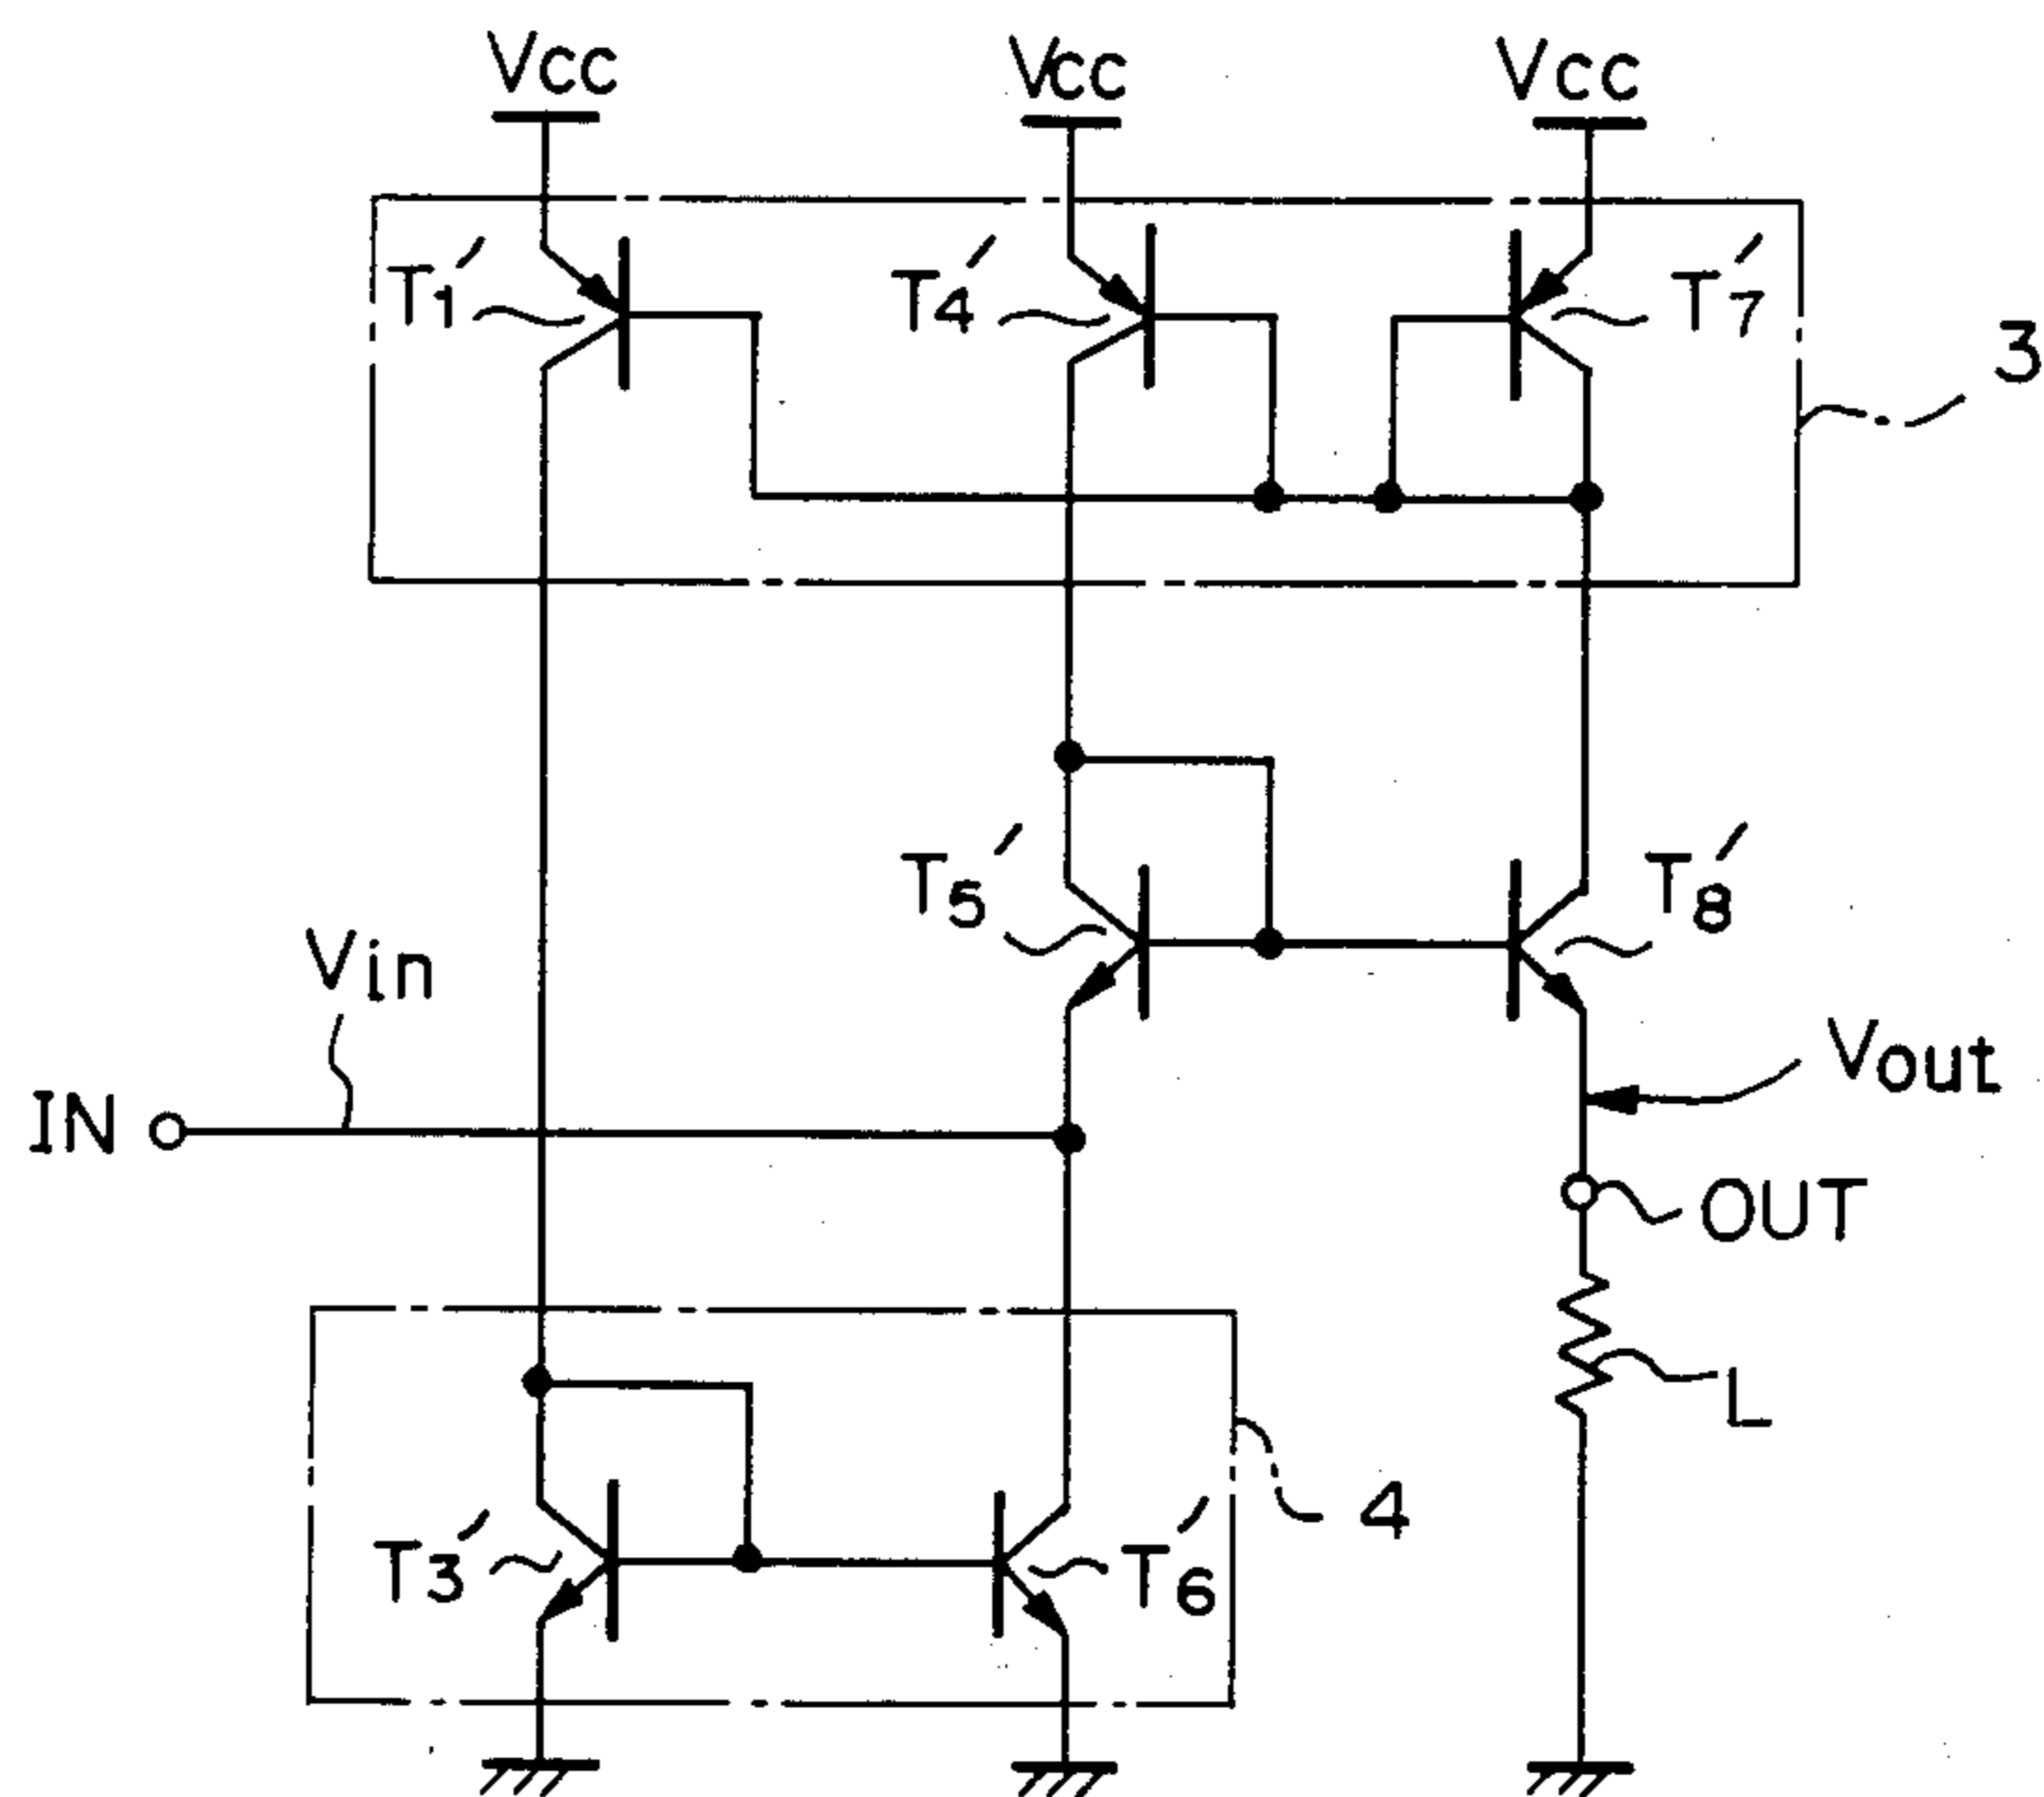 Vcc Vcc Vcc
T1' T4' T7'
3
T5' T8'
Vin
Vout
IN
OUT
L
4
T3' T6'